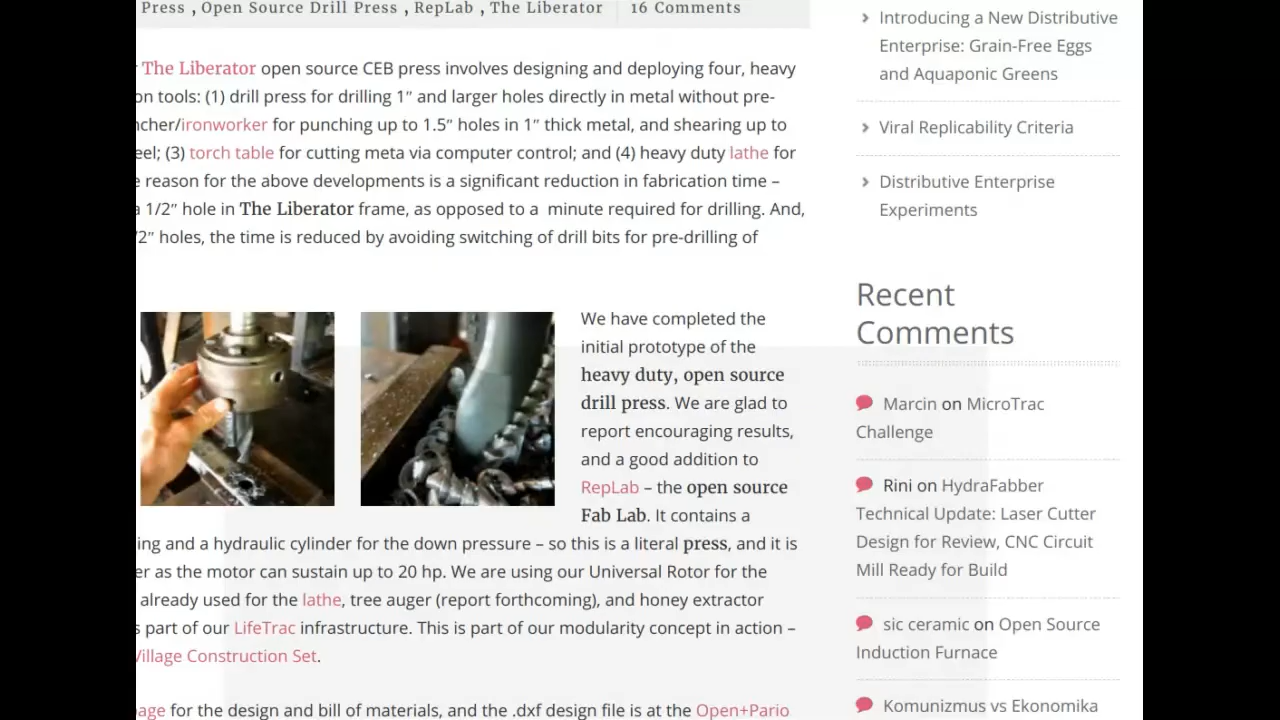 Press , Open Source Drill Press , RepLab , The Liberator 16 Comments
The Liberator open source CEB press involves designing and deploying four, heavy
on tools: (1) drill press for drilling 1″ and larger holes directly in metal without pre-
ncher/ironworker for punching up to 1.5″ holes in 1″ thick metal, and shearing up to
eel; (3) torch table for cutting meta via computer control; and (4) heavy duty lathe for
e reason for the above developments is a significant reduction in fabrication time –
a 1/2″ hole in The Liberator frame, as opposed to a minute required for drilling. And,
/2″ holes, the time is reduced by avoiding switching of drill bits for pre-drilling of
We have completed the
initial prototype of the
heavy duty, open source
drill press. We are glad to
report encouraging results,
and a good addition to
RepLab – the open source
Fab Lab. It contains a
ing and a hydraulic cylinder for the down pressure – so this is a literal press, and it is
er as the motor can sustain up to 20 hp. We are using our Universal Rotor for the
already used for the lathe, tree auger (report forthcoming), and honey extractor
s part of our LifeTrac infrastructure. This is part of our modularity concept in action –
Village Construction Set.
age for the design and bill of materials, and the .dxf design file is at the Open+Pario
Introducing a New Distributive
Enterprise: Grain-Free Eggs
and Aquaponic Greens
Viral Replicability Criteria
Distributive Enterprise
Experiments
Recent
Comments
Marcin on MicroTrac
Challenge
Rini on HydraFabber
Technical Update: Laser Cutter
Design for Review, CNC Circuit
Mill Ready for Build
sic ceramic on Open Source
Induction Furnace
Komunizmus vs Ekonomika